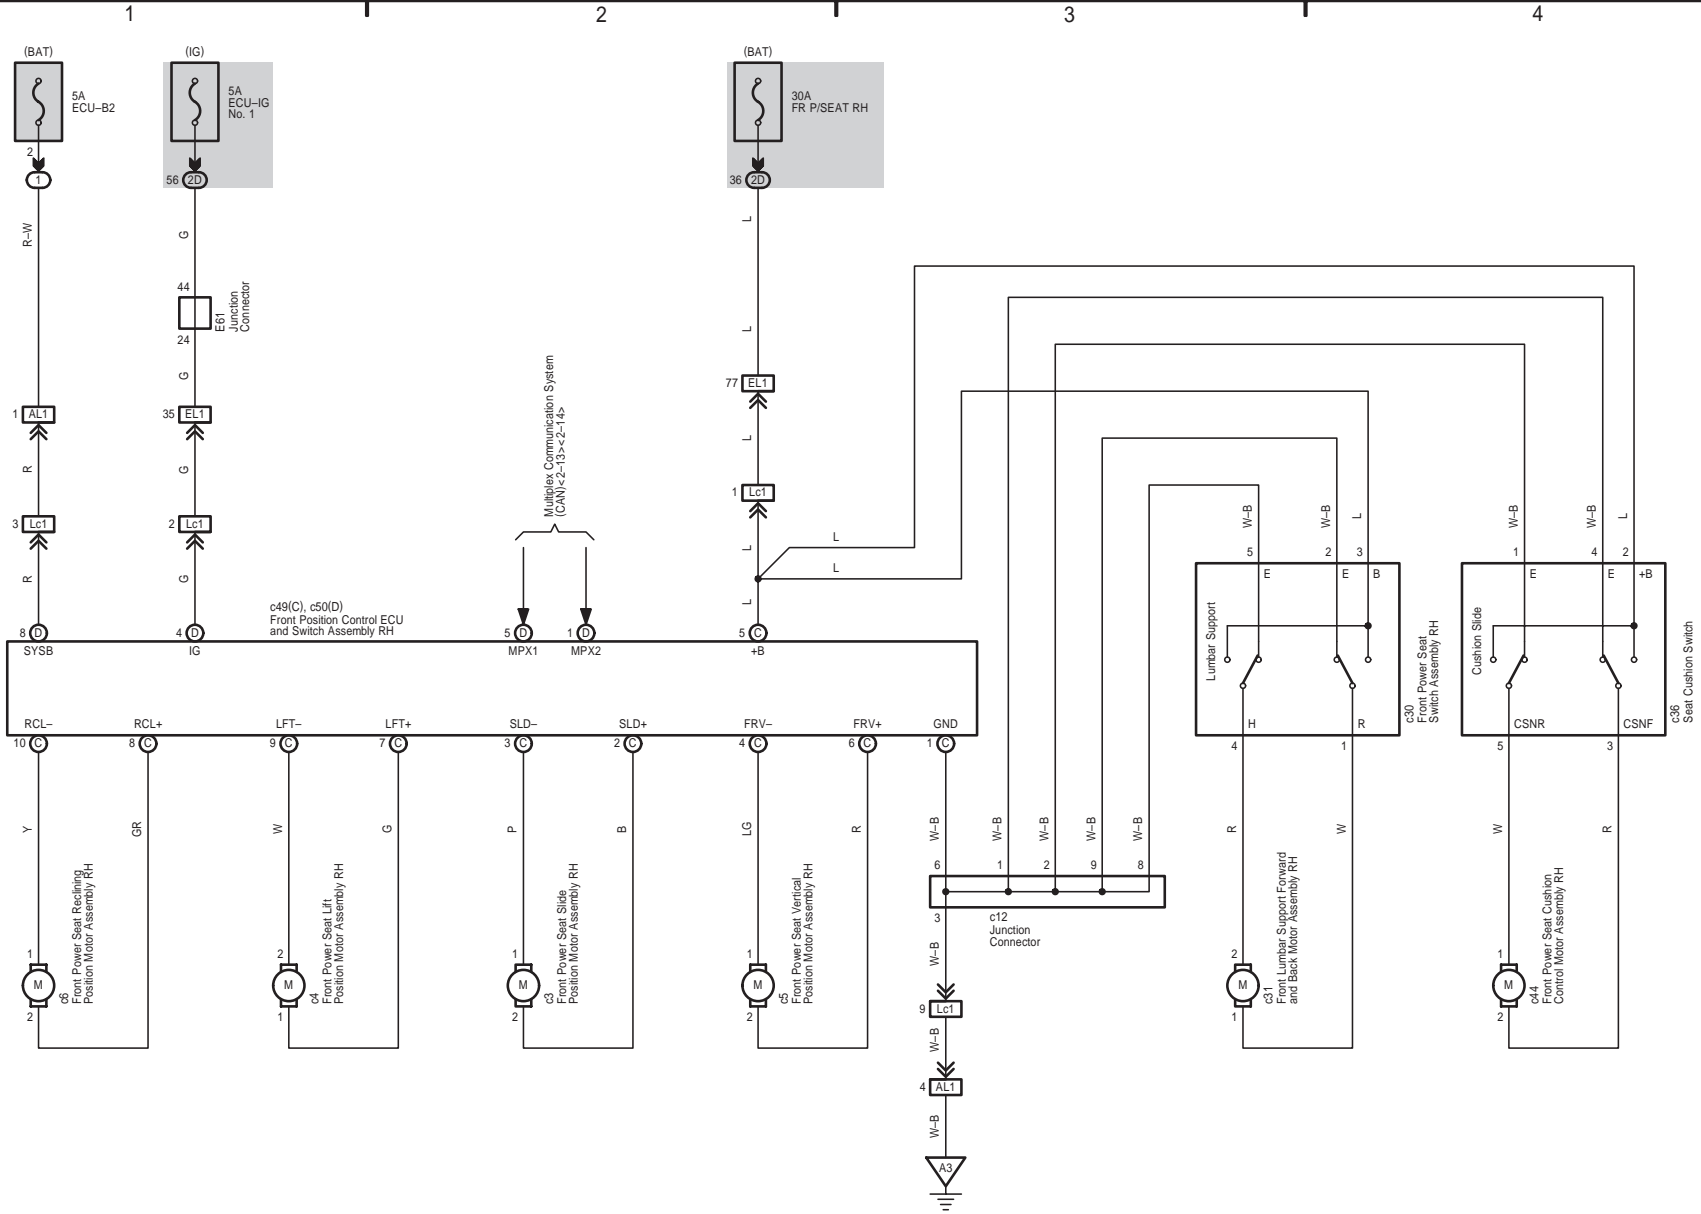 1
2
3
4
(BAT)
5A
ECU–B2
2
1
(IG)
5A
ECU–IG
No. 1
56
2D
(BAT)
30A
FR P/SEAT RH
36
2D
R–W
G
L
44
E61
Junction
Connector
24
L
G
77
EL1
1
AL1
35
EL1
R
G
L
Multiplex Communication System
(CAN)<2–13><2–14>
1
Lc1
3
Lc1
2
Lc1
R
G
L
L
L
L
c49(C), c50(D)
Front Position Control ECU
and Switch Assembly RH
8
D
SYSB
4
D
IG
5
D
MPX1
1
D
MPX2
5
C
+B
RCL–
10
C
RCL+
8
C
LFT–
9
C
LFT+
7
C
SLD–
3
C
SLD+
2
C
FRV–
4
C
FRV+
6
C
GND
1
C
W–B
W–B
L
W–B
W–B
L
5
2
3
E
E
B
Lumbar Support
H
R
4
1
c30
Front Power Seat
Switch Assembly RH
1
4
2
E
E
+B
Cushion Slide
CSNR
CSNF
5
3
c36
Seat Cushion Switch
Y
GR
W
G
P
B
LG
R
W–B
W–B
W–B
W–B
W–B
R
W
W
R
6
1
2
9
8
3
c12
Junction
Connector
1
M
2
c6
Front Power Seat Reclining
Position Motor Assembly RH
2
M
1
c4
Front Power Seat Lift
Position Motor Assembly RH
1
M
2
c3
Front Power Seat Slide
Position Motor Assembly RH
1
M
2
c5
Front Power Seat Vertical
Position Motor Assembly RH
W–B
9
Lc1
W–B
4
AL1
W–B
A3
2
M
1
c31
Front Lumbar Support Forward
and Back Motor Assembly RH
1
M
2
c44
Front Power Seat Cushion
Control Motor Assembly RH